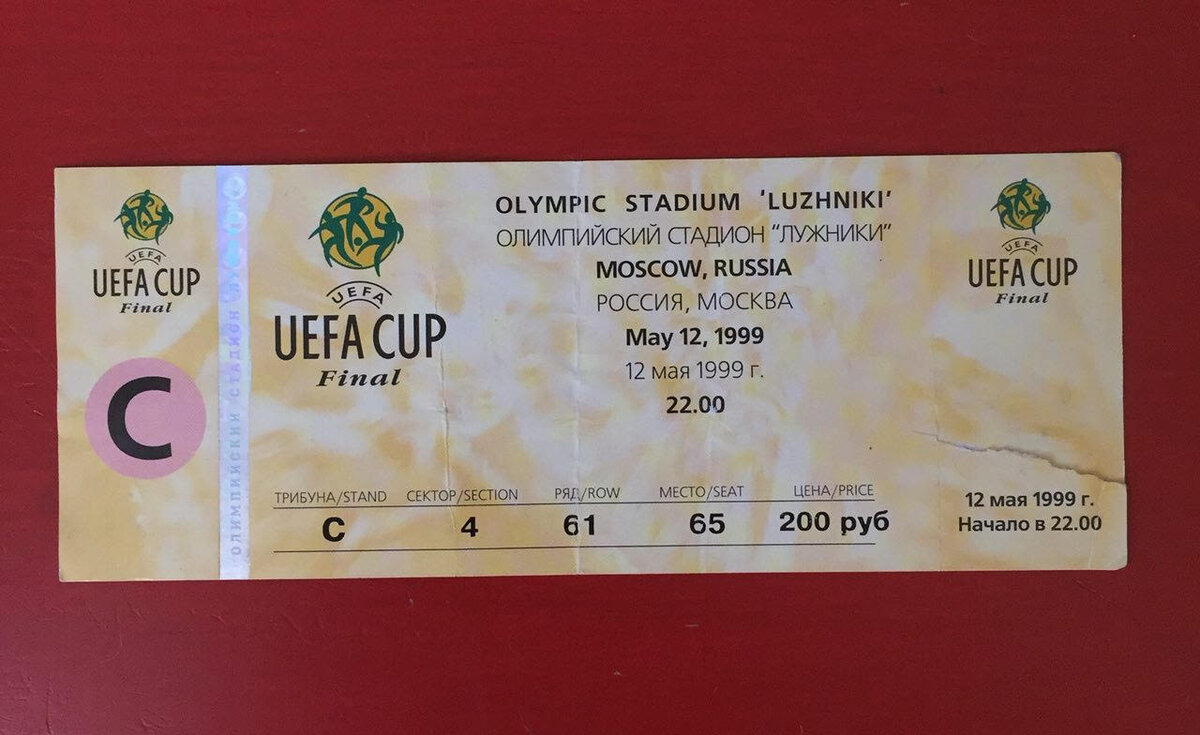 UEFA
UEFA CUP
Final
C
ОЛИМПИЙСКИЙ СТАДИОН
UEFA
UEFA CUP
Final
OLYMPIC STADIUM 'LUZHNIKI'
ОЛИМПИЙСКИЙ СТАДИОН "ЛУЖНИКИ"
MOSCOW, RUSSIA
РОССИЯ, МОСКВА
May 12, 1999
12 мая 1999 г.
22.00
ТРИБУНА/STAND СЕКТОР/SECTION РЯД/ROW МЕСТО/SEAT ЦЕНА/PRICE
C 4 61 65 200 руб
UEFA
UEFA CUP
Final
12 мая 1999 г.
Начало в 22.00